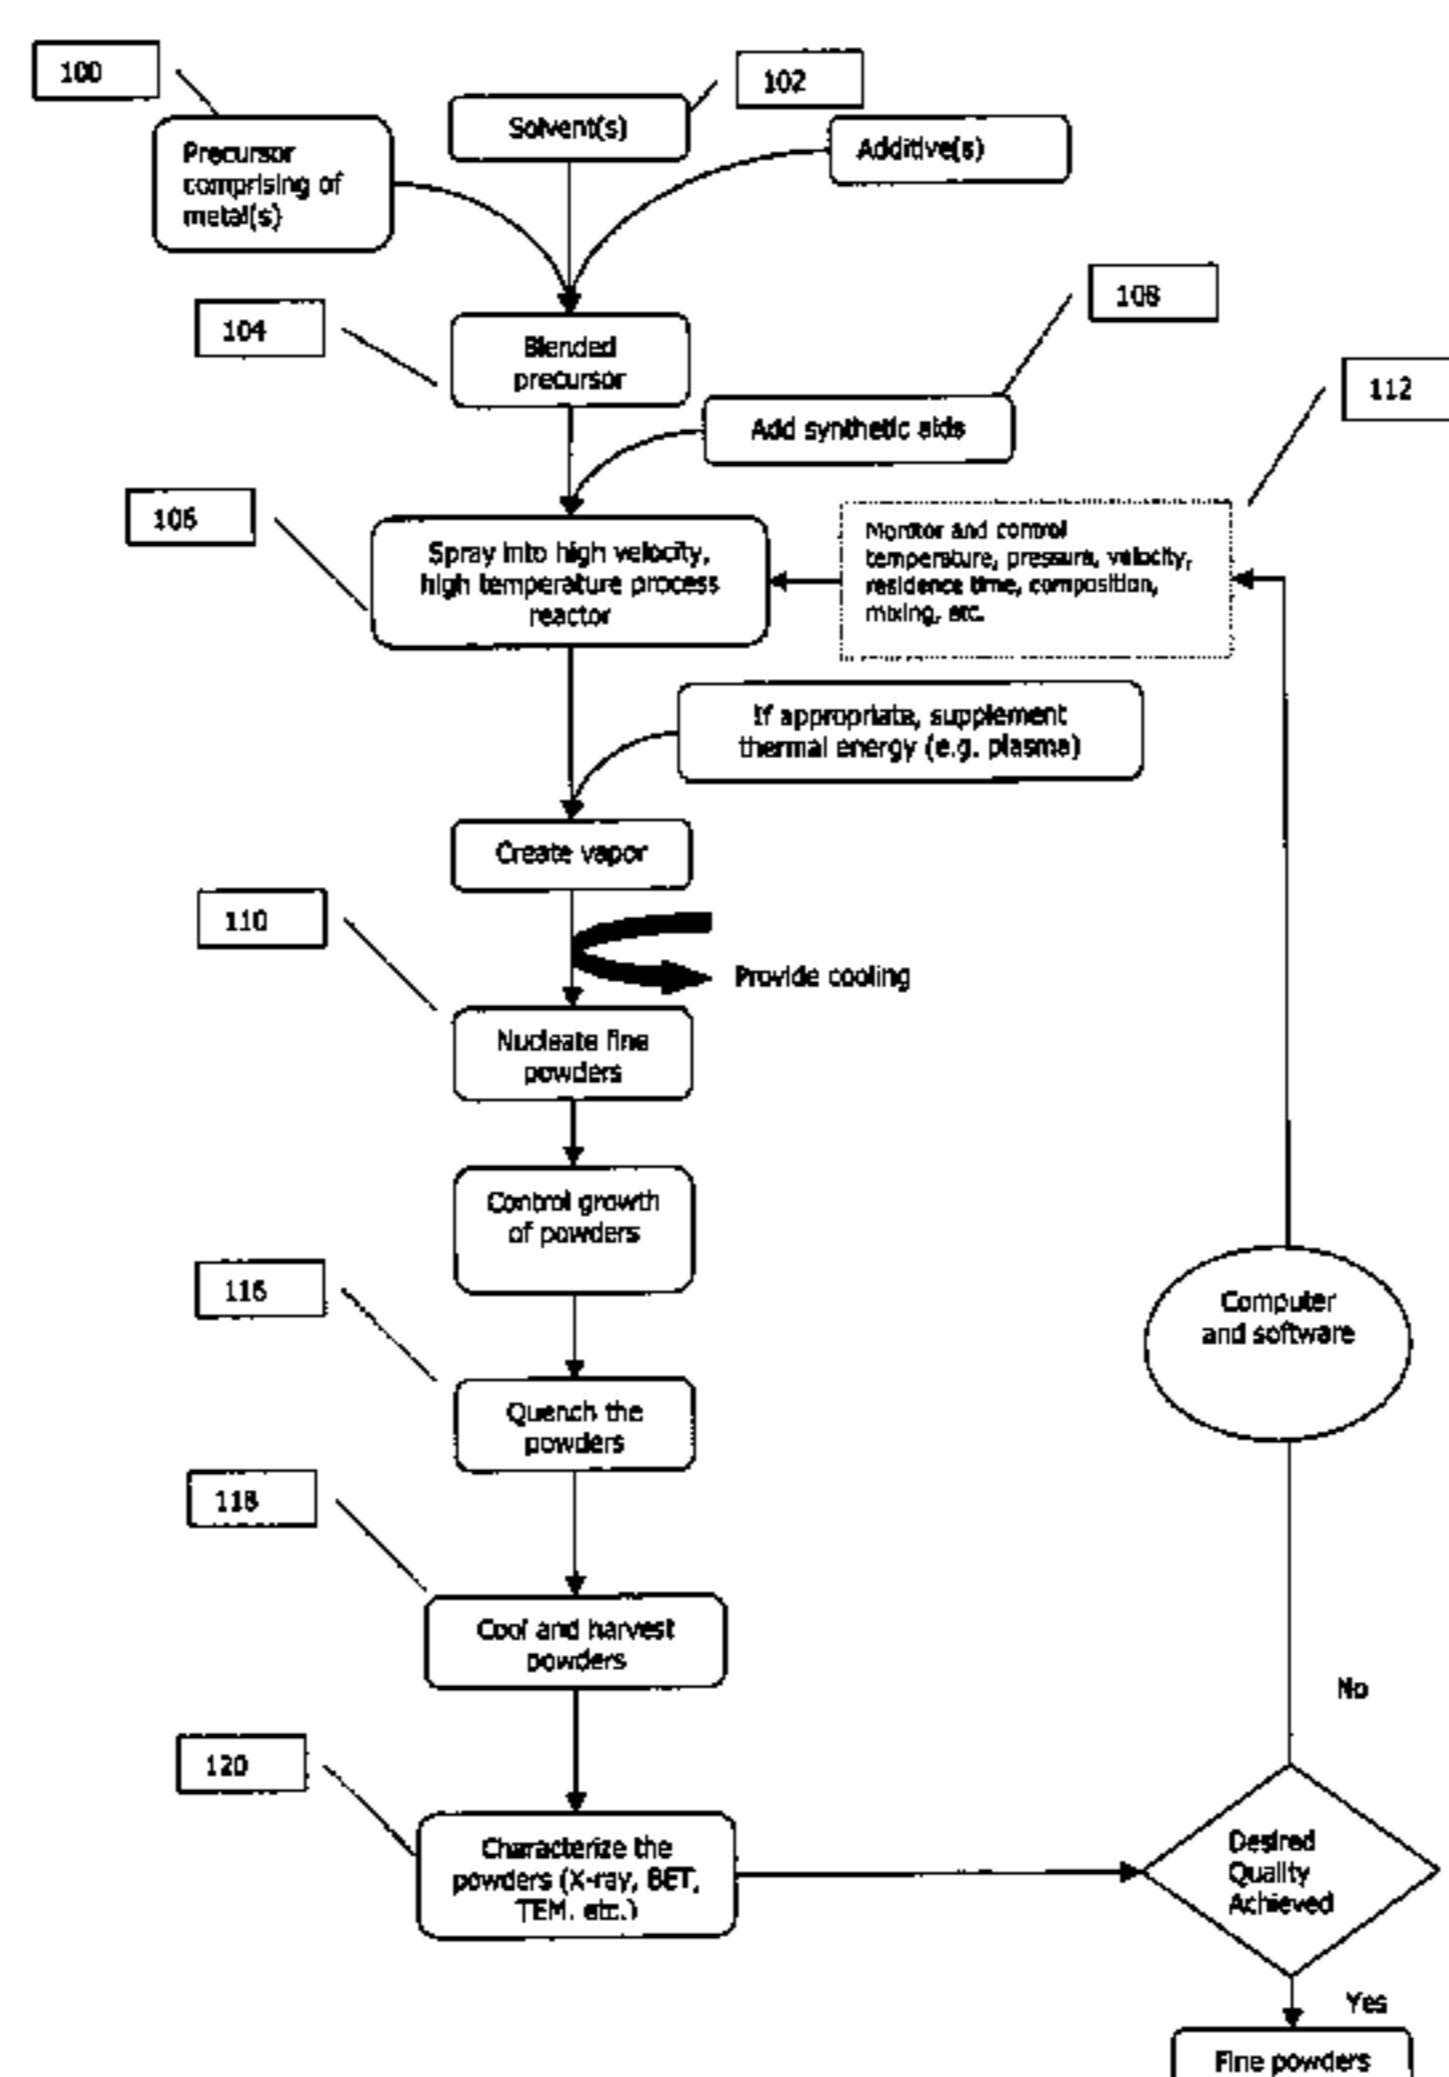 100
102
Solvent(s)
Additive(s)
Precursor
comprising of
metal(s)
108
104
Blended
precursor
112
Add synthetic aids
106
Spray into high velocity,
high temperature process
reactor
Monitor and control
temperature, pressure, velocity,
residence time, composition,
mixing, etc.
If appropriate, supplement
thermal energy (e.g. plasma)
Create vapor
110
Provide cooling
Nucleate fine
powders
Control growth
of powders
116
Computer
and software
Quench the
powders
118
Cool and harvest
powders
No
120
Characterize the
powders (X-ray, BET,
TEM, etc.)
Desired
Quality
Achieved
Yes
Fine powders